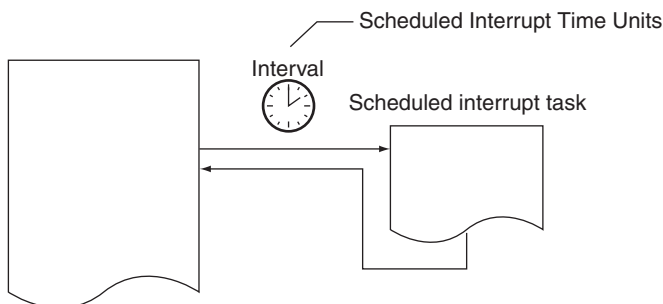 Scheduled Interrupt Time Units
Interval
Scheduled interrupt task